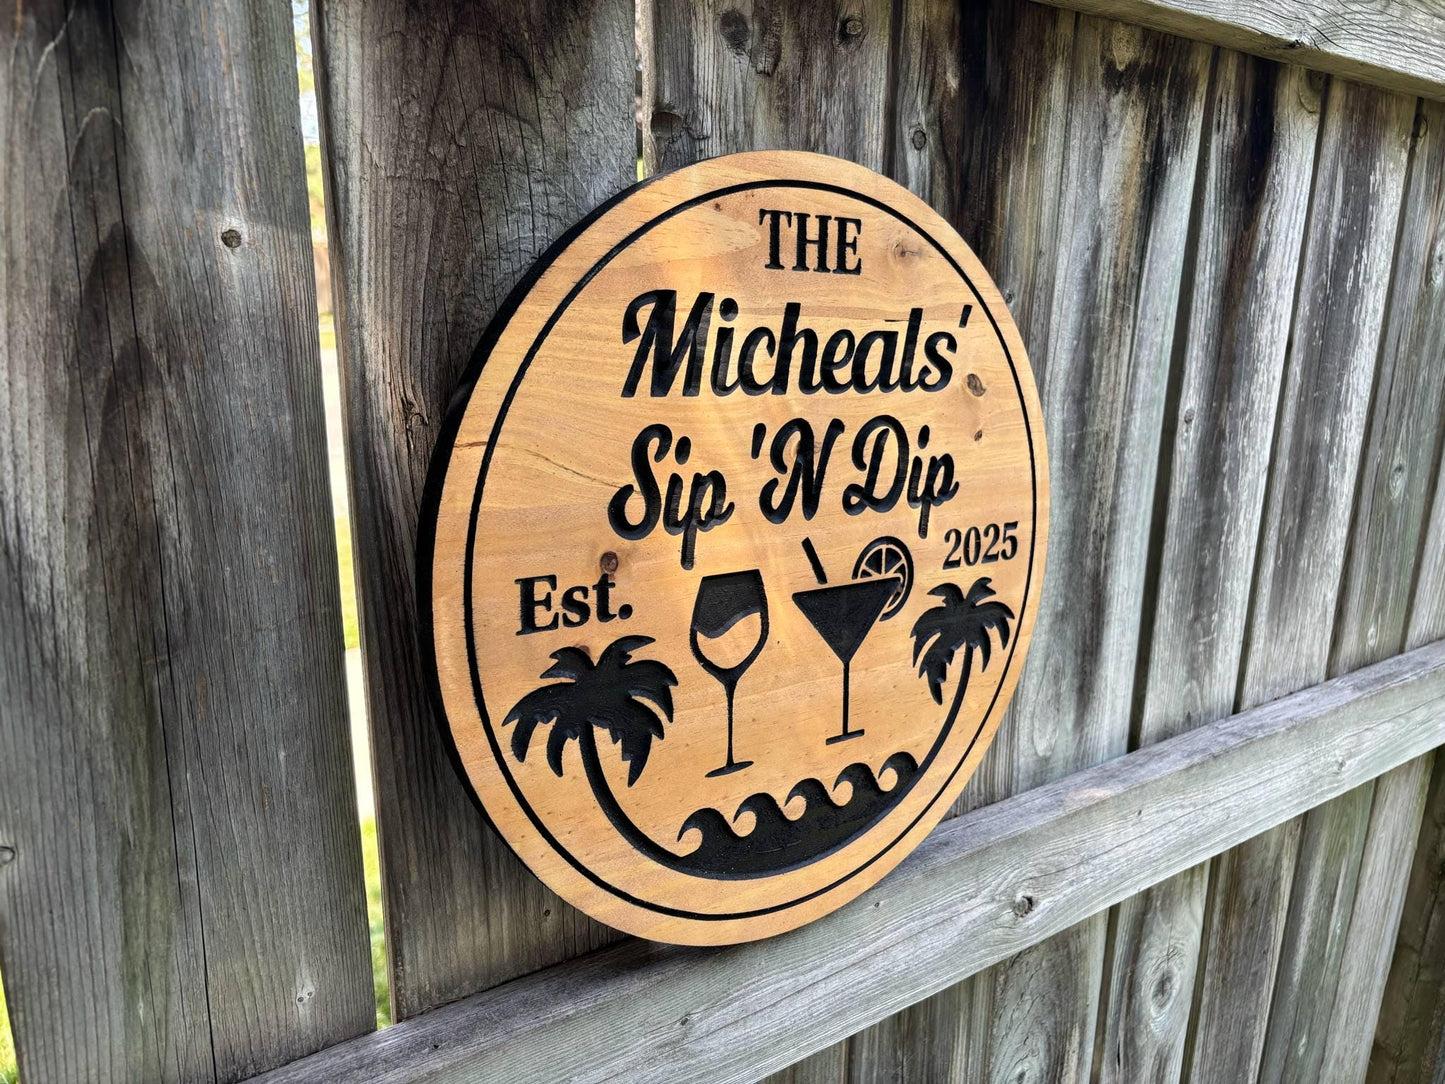 THE
Micheals'
Sip 'N Dip
Est. 2025